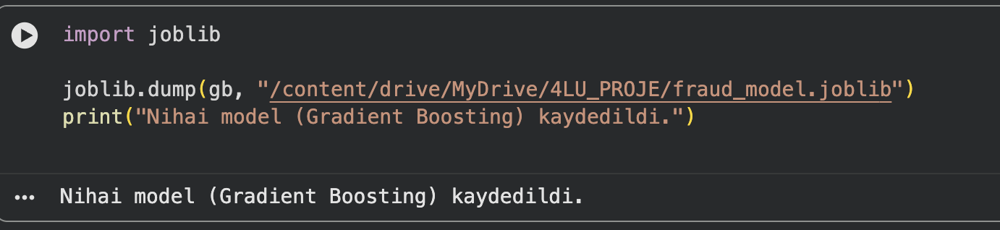 import joblib
joblib.dump(gb, "/content/drive/MyDrive/4LU_PROJE/fraud_model.joblib")
print("Nihai model (Gradient Boosting) kaydedildi.")
... Nihai model (Gradient Boosting) kaydedildi.